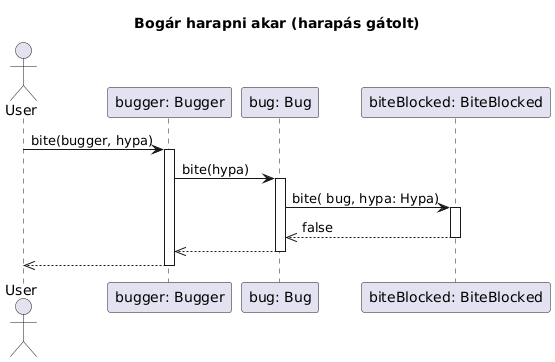 Bogár harapni akar (harapás gátolt)
User
bugger: Bugger
bug: Bug
biteBlocked: BiteBlocked
bite(bugger, hypa)
bite(hypa)
bite( bug, hypa: Hypa)
false
User
bugger: Bugger
bug: Bug
biteBlocked: BiteBlocked